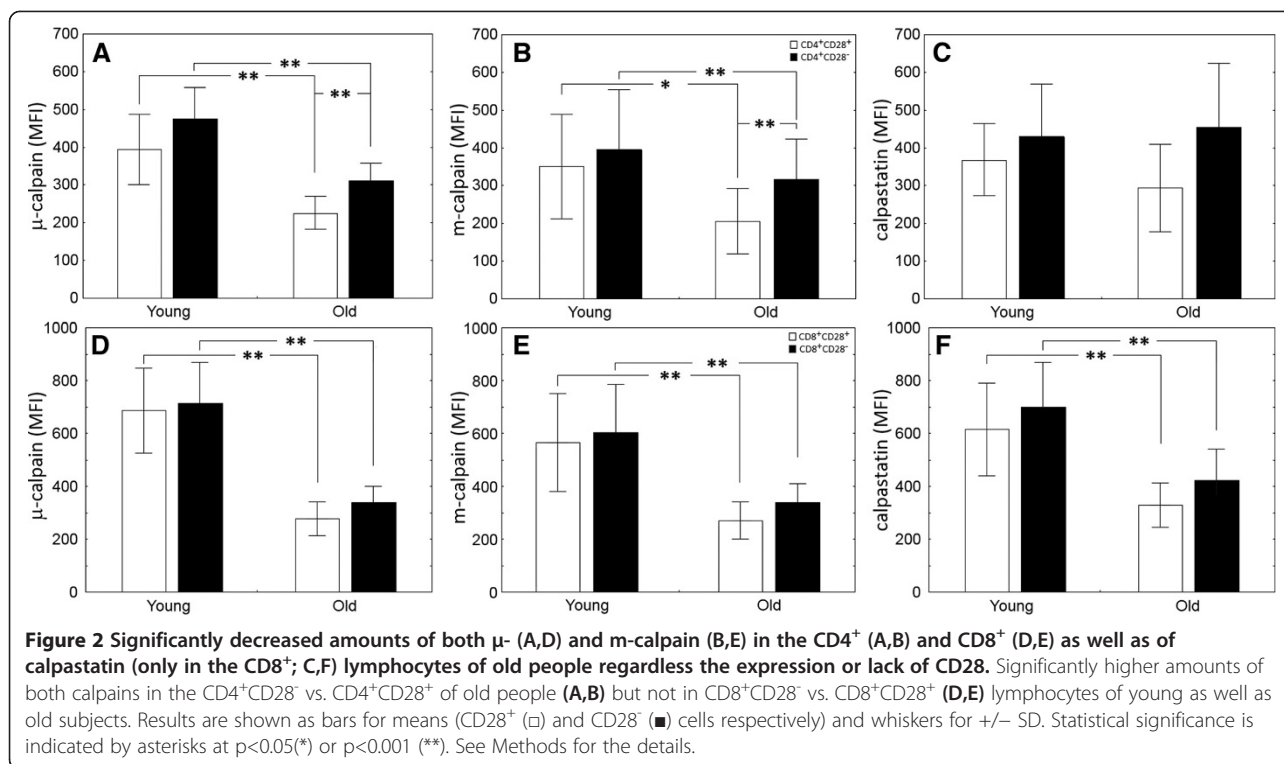 A
B
C
700
600
500
400
300
200
100
0
μ-calpain (MFI)
**
**
**
Young
Old
700
600
500
400
300
200
100
0
m-calpain (MFI)
CD4⁺CD28⁺
CD4⁺CD28⁻
**
*
**
Young
Old
700
600
500
400
300
200
100
0
calpastatin (MFI)
Young
Old
D
E
F
1000
800
600
400
200
0
μ-calpain (MFI)
**
**
Young
Old
1000
800
600
400
200
0
m-calpain (MFI)
CD8⁺CD28⁺
CD8⁺CD28⁻
**
**
Young
Old
1000
800
600
400
200
0
calpastatin (MFI)
**
**
Young
Old
Figure 2 Significantly decreased amounts of both μ- (A,D) and m-calpain (B,E) in the CD4⁺ (A,B) and CD8⁺ (D,E) as well as of
calpastatin (only in the CD8⁺; C,F) lymphocytes of old people regardless the expression or lack of CD28. Significantly higher amounts of
both calpains in the CD4⁺CD28⁻ vs. CD4⁺CD28⁺ of old people (A,B) but not in CD8⁺CD28⁻ vs. CD8⁺CD28⁺ (D,E) lymphocytes of young as well as
old subjects. Results are shown as bars for means (CD28⁺ (□) and CD28⁻ (■) cells respectively) and whiskers for +/− SD. Statistical significance is
indicated by asterisks at p<0.05(*) or p<0.001 (**). See Methods for the details.